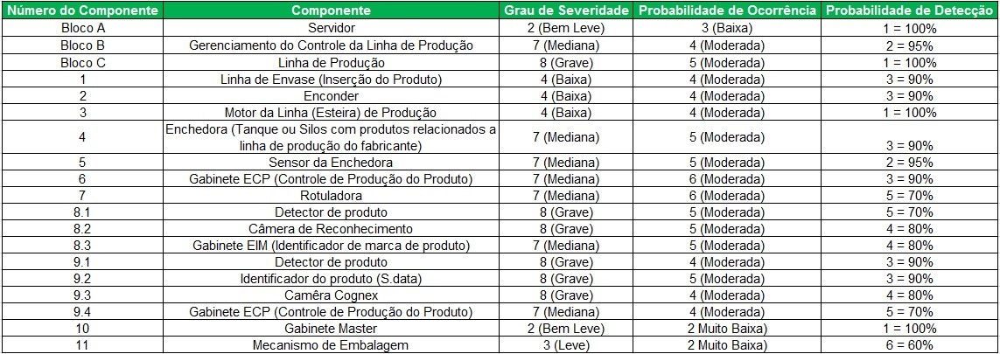 Número do Componente Componente Grau de Severidade Probabilidade de Ocorrência Probabilidade de Detecção
Bloco A Servidor 2 (Bem Leve) 3 (Baixa) 1 = 100%
Bloco B Gerenciamento do Controle da Linha de Produção 7 (Mediana) 4 (Moderada) 2 = 95%
Bloco C Linha de Produção 8 (Grave) 5 (Moderada) 1 = 100%
1 Linha de Envase (Inserção do Produto) 4 (Baixa) 4 (Moderada) 3 = 90%
2 Enconder 4 (Baixa) 4 (Moderada) 3 = 90%
3 Motor da Linha (Esteira) de Produção 4 (Baixa) 4 (Moderada) 1 = 100%
4 Enchedora (Tanque ou Silos com produtos relacionados a
linha de produção do fabricante) 7 (Mediana) 5 (Moderada) 3 = 90%
5 Sensor da Enchedora 7 (Mediana) 5 (Moderada) 2 = 95%
6 Gabinete ECP (Controle de Produção do Produto) 7 (Mediana) 6 (Moderada) 3 = 90%
7 Rotuladora 7 (Mediana) 6 (Moderada) 5 = 70%
8.1 Detector de produto 8 (Grave) 5 (Moderada) 5 = 70%
8.2 Câmera de Reconhecimento 8 (Grave) 5 (Moderada) 4 = 80%
8.3 Gabinete EIM (Identificador de marca de produto) 7 (Mediana) 5 (Moderada) 4 = 80%
9.1 Detector de produto 8 (Grave) 4 (Moderada) 3 = 90%
9.2 Identificador do produto (S.data) 8 (Grave) 5 (Moderada) 3 = 90%
9.3 Camêra Cognex 8 (Grave) 4 (Moderada) 4 = 80%
9.4 Gabinete ECP (Controle de Produção do Produto) 7 (Mediana) 4 (Moderada) 5 = 70%
10 Gabinete Master 2 (Bem Leve) 2 Muito Baixa) 1 = 100%
11 Mecanismo de Embalagem 3 (Leve) 2 Muito Baixa) 6 = 60%